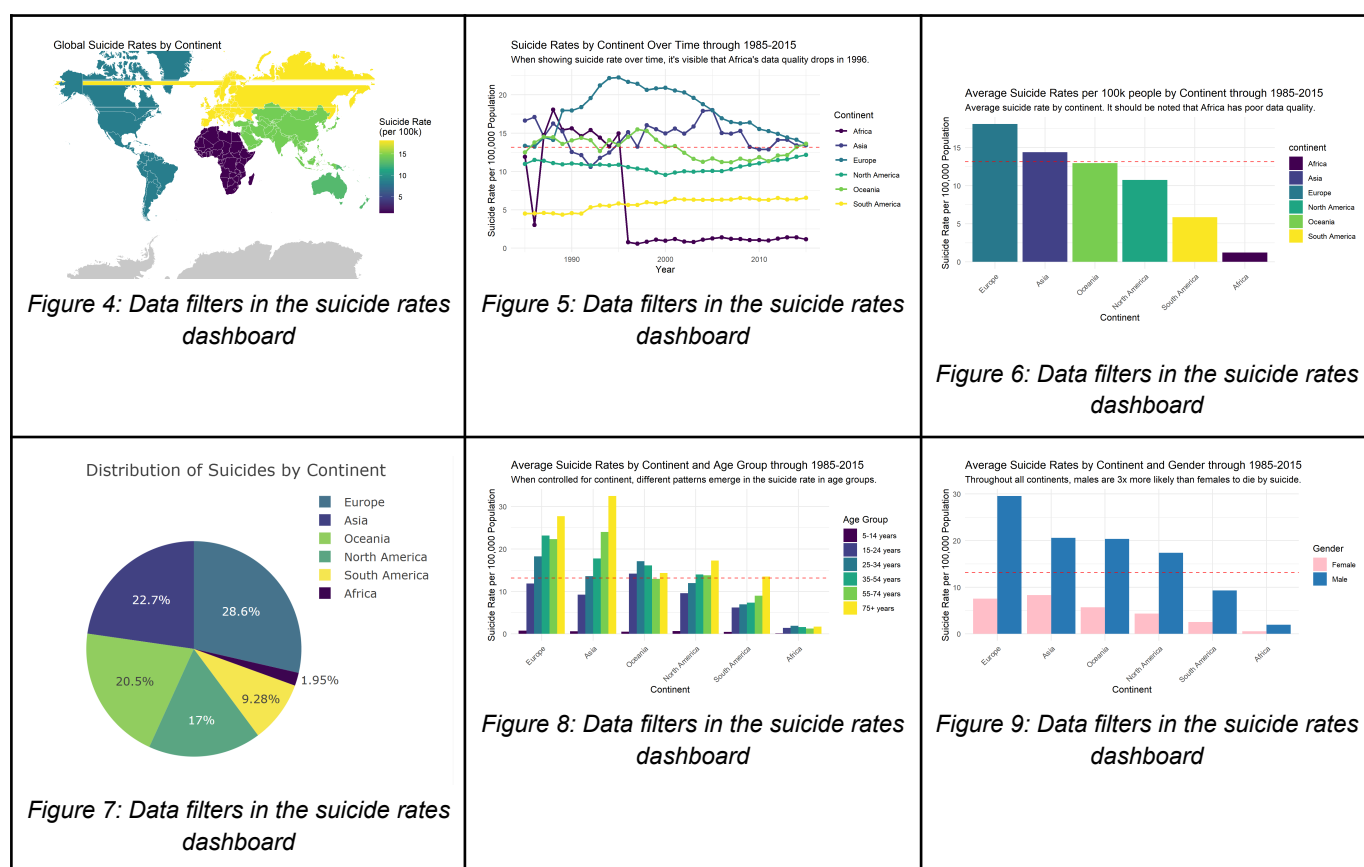 Global Suicide Rates by Continent
Suicide Rate
(per 100k)
15
10
5
Figure 4: Data filters in the suicide rates
dashboard
Suicide Rates by Continent Over Time through 1985-2015
When showing suicide rate over time, it's visible that Africa's data quality drops in 1996.
Suicide Rate per 100,000 Population
20
15
10
5
0
1990
2000
2010
Year
Continent
Africa
Asia
Europe
North America
Oceania
South America
Figure 5: Data filters in the suicide rates
dashboard
Average Suicide Rates per 100k people by Continent through 1985-2015
Average suicide rate by continent. It should be noted that Africa has poor data quality.
Suicide Rate per 100,000 Population
15
10
5
0
Europe
Asia
Oceania
North America
South America
Africa
Continent
continent
Africa
Asia
Europe
North America
Oceania
South America
Figure 6: Data filters in the suicide rates
dashboard
Distribution of Suicides by Continent
Europe
Asia
Oceania
North America
South America
Africa
22.7%
28.6%
1.95%
20.5%
9.28%
17%
Figure 7: Data filters in the suicide rates
dashboard
Average Suicide Rates by Continent and Age Group through 1985-2015
When controlled for continent, different patterns emerge in the suicide rate in age groups.
Suicide Rate per 100,000 Population
30
20
10
0
Europe
Asia
Oceania
North America
South America
Africa
Continent
Age Group
5-14 years
15-24 years
25-34 years
35-54 years
55-74 years
75+ years
Figure 8: Data filters in the suicide rates
dashboard
Average Suicide Rates by Continent and Gender through 1985-2015
Throughout all continents, males are 3x more likely than females to die by suicide.
Suicide Rate per 100,000 Population
30
20
10
0
Europe
Asia
Oceania
North America
South America
Africa
Continent
Gender
Female
Male
Figure 9: Data filters in the suicide rates
dashboard